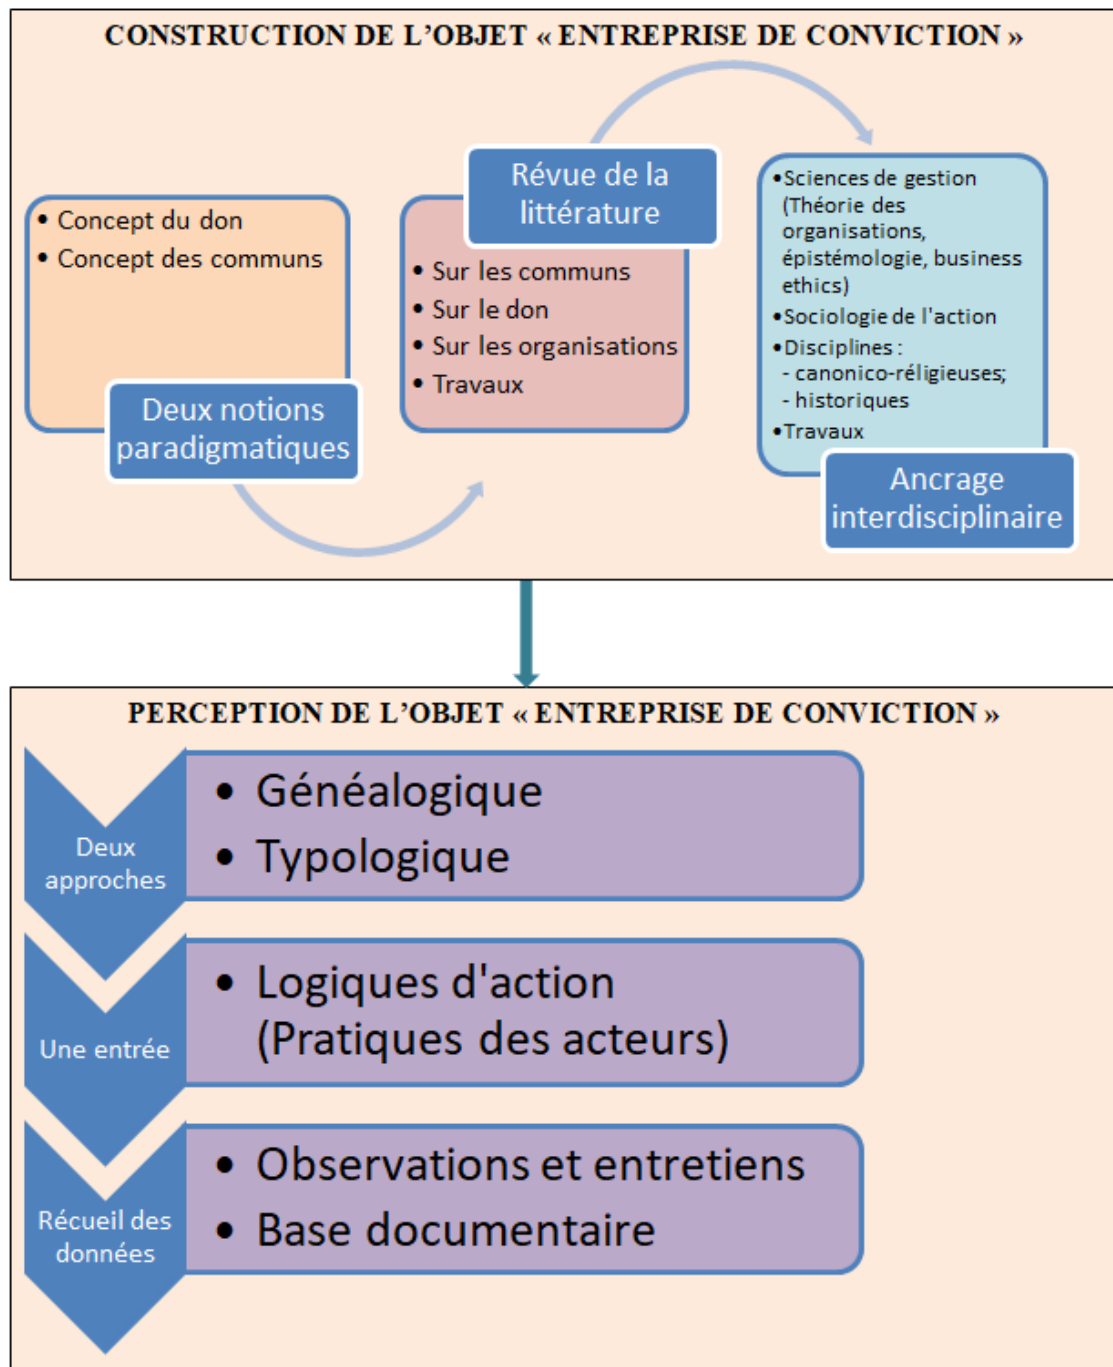 CONSTRUCTION DE L’OBJET « ENTREPRISE DE CONVICTION »
• Concept du don
• Concept des communs
Deux notions
paradigmatiques
Révue de la
littérature
• Sur les communs
• Sur le don
• Sur les organisations
• Travaux
•Sciences de gestion
(Théorie des
organisations,
épistémologie, business
ethics)
•Sociologie de l'action
•Disciplines :
- canonico-réligieuses;
- historiques
•Travaux
Ancrage
interdisciplinaire
PERCEPTION DE L’OBJET « ENTREPRISE DE CONVICTION »
Deux
approches
• Généalogique
• Typologique
Une entrée
• Logiques d'action
(Pratiques des acteurs)
Récueil des
données
• Observations et entretiens
• Base documentaire